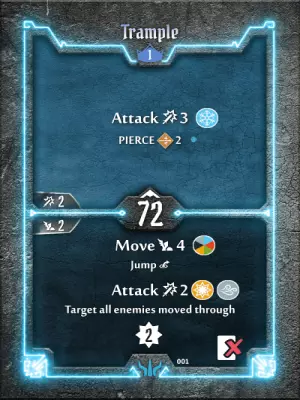 Trample
1
Attack 3
PIERCE 2
2
72
2
Move 4
Jump
Attack 2
Target all enemies moved through
2
001